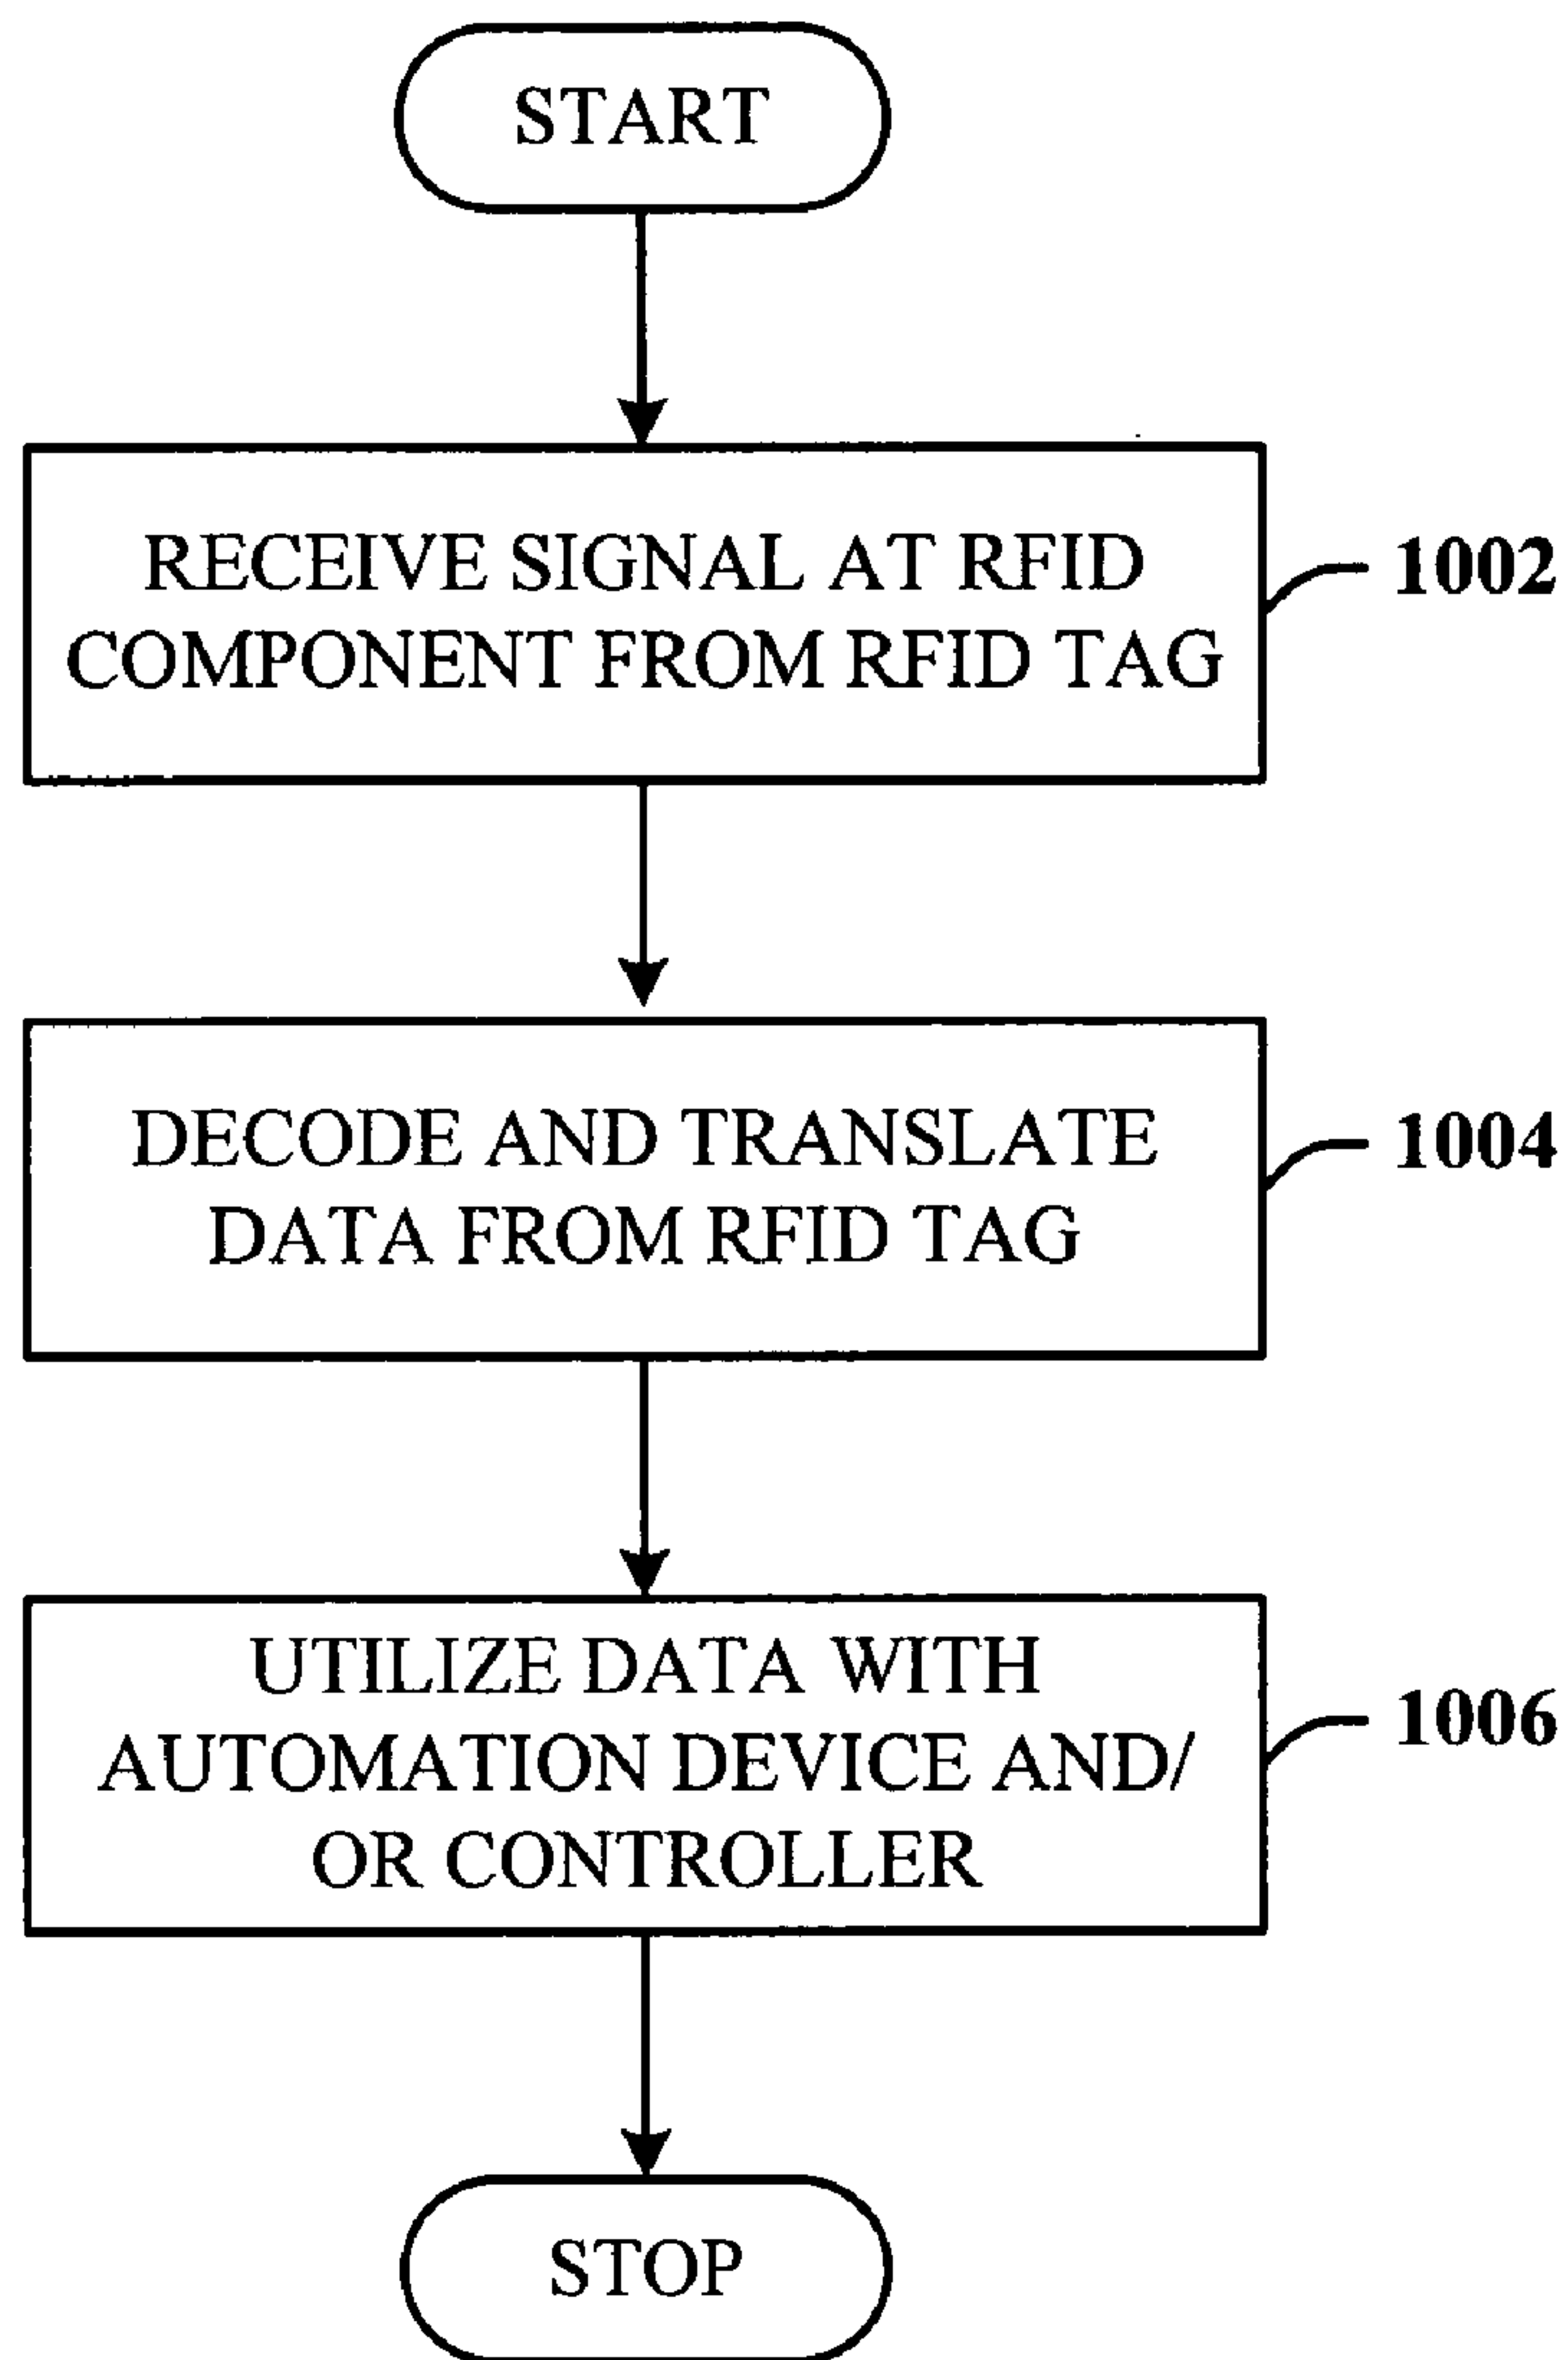 START
RECEIVE SIGNAL AT RFID
COMPONENT FROM RFID TAG
1002
DECODE AND TRANSLATE
DATA FROM RFID TAG
1004
UTILIZE DATA WITH
AUTOMATION DEVICE AND/
OR CONTROLLER
1006
STOP